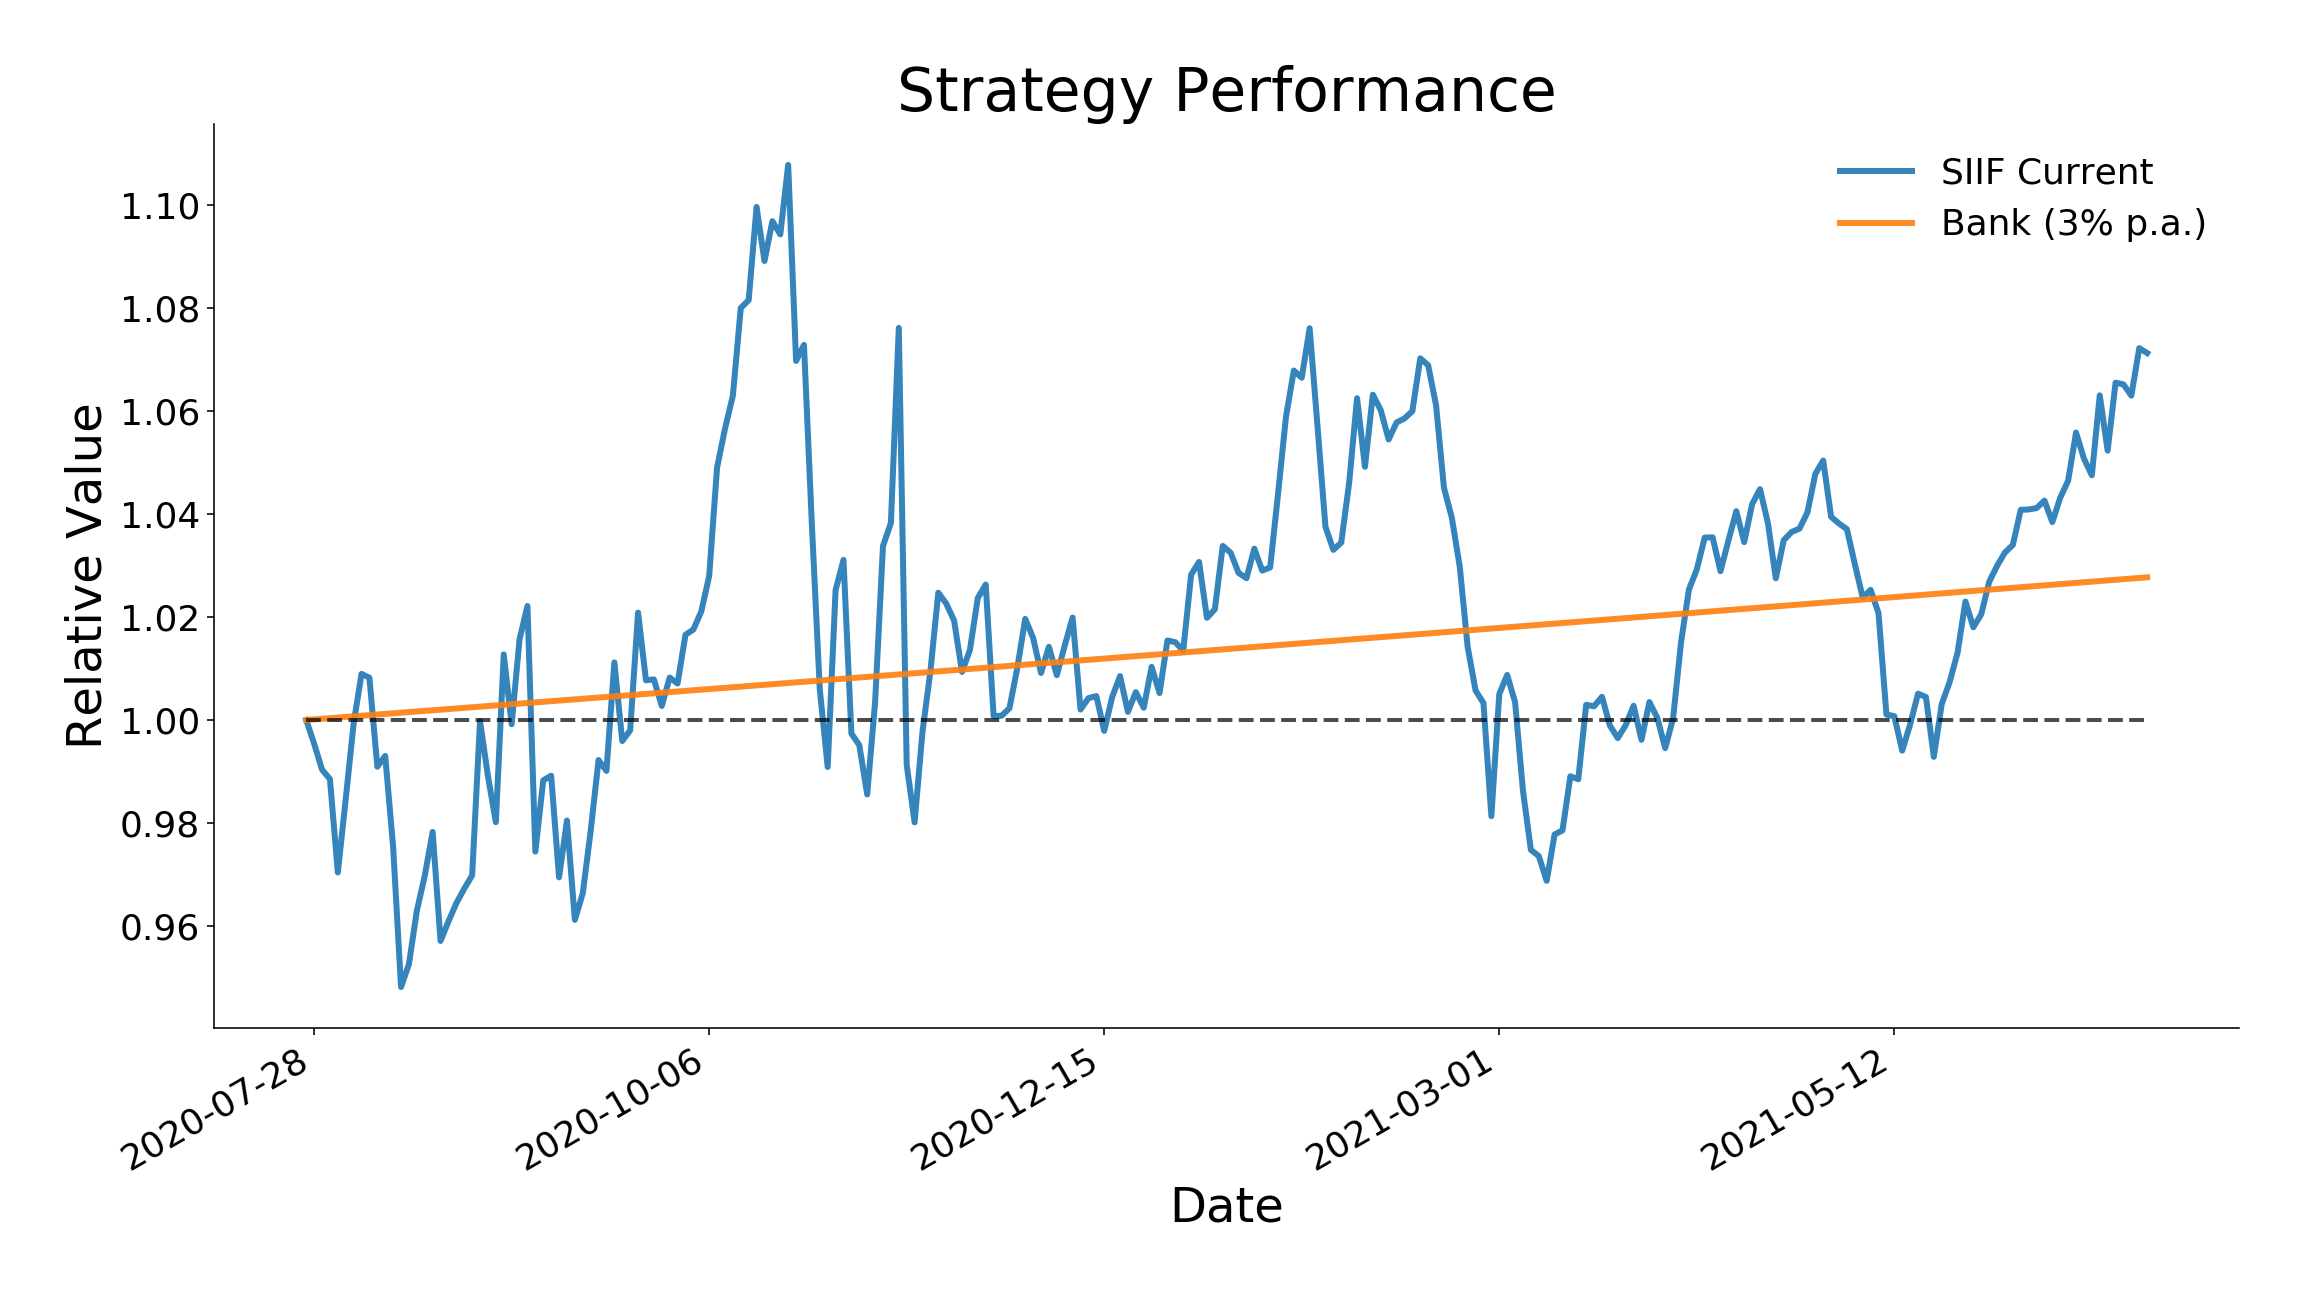 Strategy Performance
SIIF Current
Bank (3% p.a.)
Relative Value
1.10
1.08
1.06
1.04
1.02
1.00
0.98
0.96
2020-07-28
2020-10-06
2020-12-15
2021-03-01
2021-05-12
Date